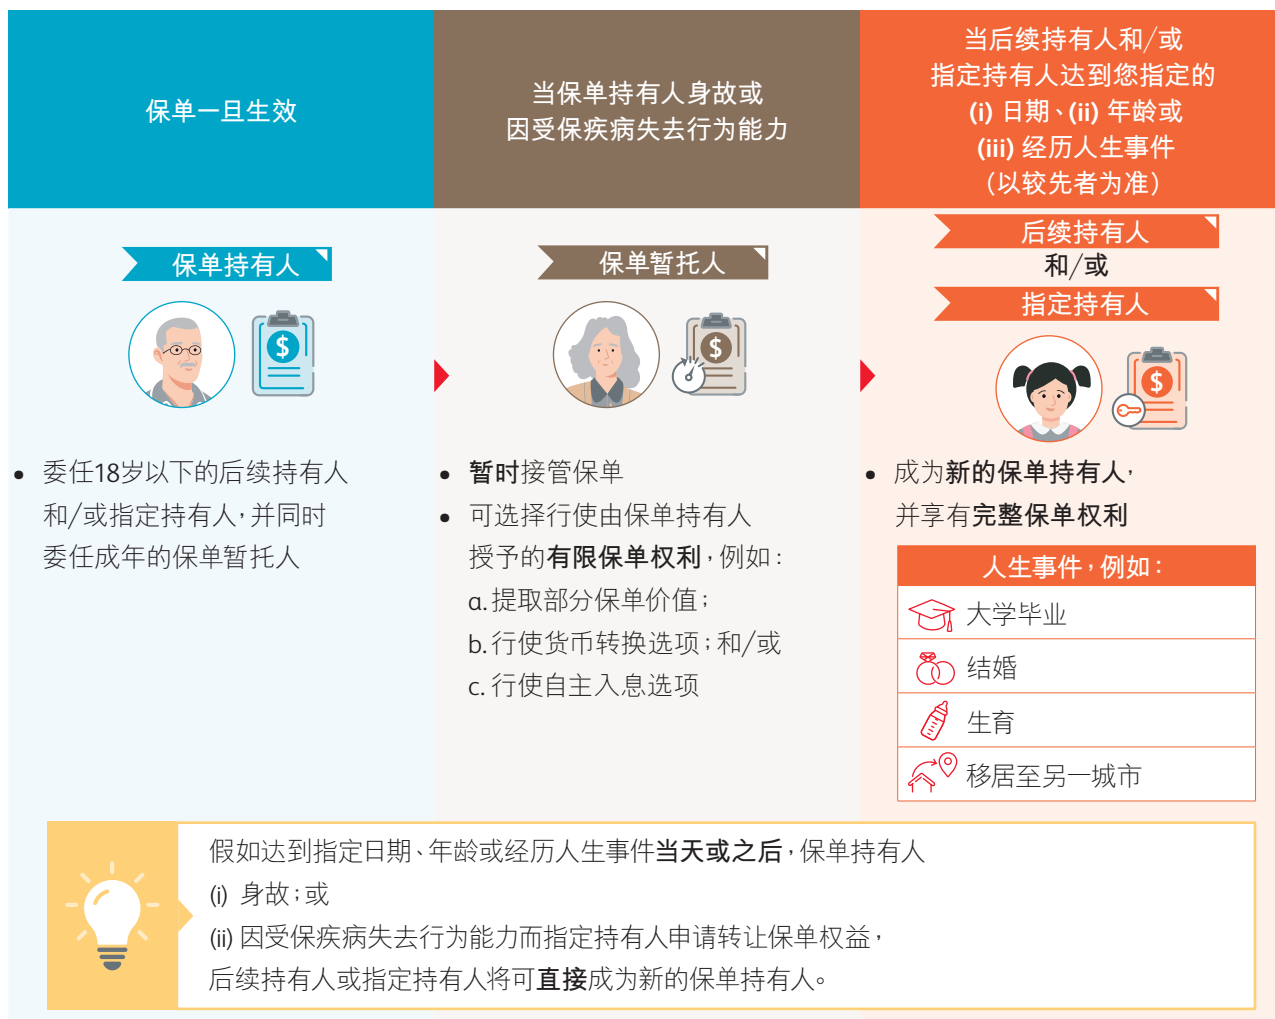 保单一旦生效
当保单持有人身故或
因受保疾病失去行为能力
当后续持有人和/或
指定持有人达到您指定的
(i) 日期、(ii) 年龄或
(iii) 经历人生事件
（以较先者为准）
保单持有人
$
委任18岁以下的后续持有人
和/或指定持有人，并同时
委任成年的保单暂托人
保单暂托人
$
暂时接管保单
可选择行使由保单持有人
授予的有限保单权利，例如：
a. 提取部分保单价值；
b. 行使货币转换选项；和/或
c. 行使自主入息选项
后续持有人
和/或
指定持有人
$
成为新的保单持有人，
并享有完整保单权利
人生事件，例如：
大学毕业
结婚
生育
移居至另一城市
假如达到指定日期、年龄或经历人生事件当天或之后，保单持有人
(i) 身故；或
(ii) 因受保疾病失去行为能力而指定持有人申请转让保单权益，
后续持有人或指定持有人将可直接成为新的保单持有人。